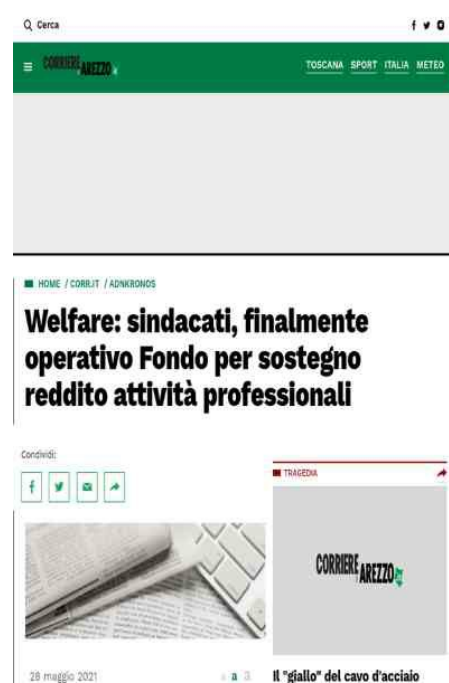 Cerca
CORRIERE AREZZO
TOSCANA SPORT ITALIA METEO
HOME / CORR.IT / ADNKRONOS
Welfare: sindacati, finalmente
operativo Fondo per sostegno
reddito attività professionali
Condividi:
TRAGEDIA
CORRIERE AREZZO
28 maggio 2021
a a a
Il "giallo" del cavo d'acciaio